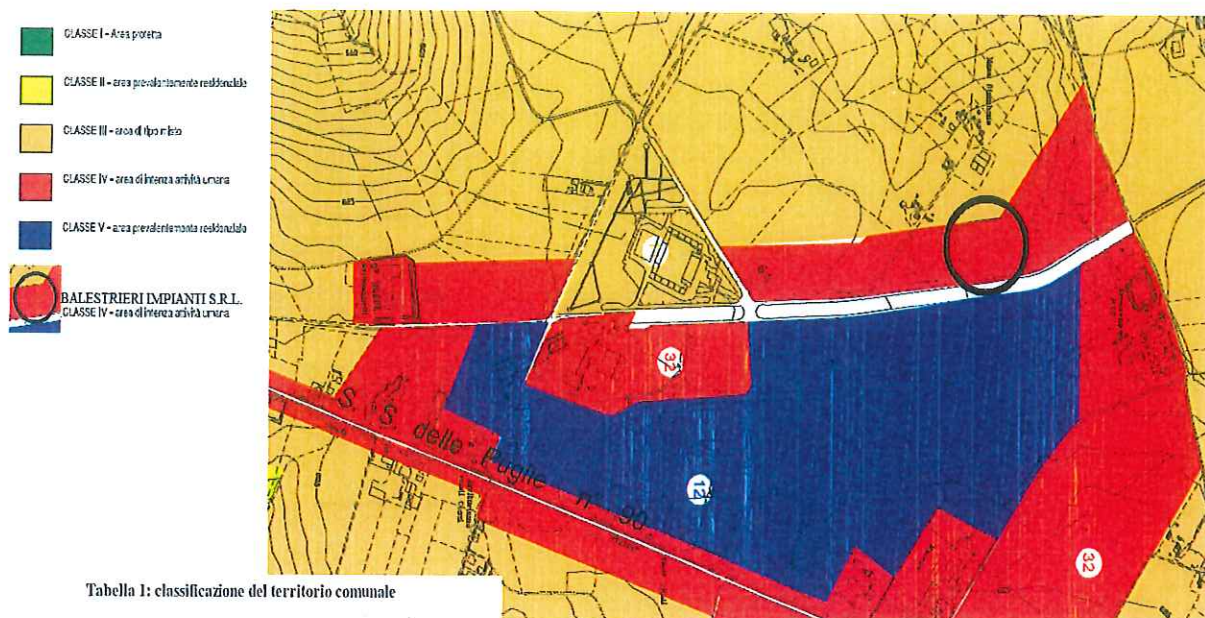 CLASSE I - Area protetta
CLASSE II - area prevalentemente residenziale
CLASSE III - area di tipo misto
CLASSE IV - area di intenza attività umana
CLASSE V - area prevalentemente residenziale
BALESTRIERI IMPIANTI S.R.L.
CLASSE IV - area di intenza attività umana
32
S. S. delle Puglie n 90
12
32
Tabella 1: classificazione del territorio comunale